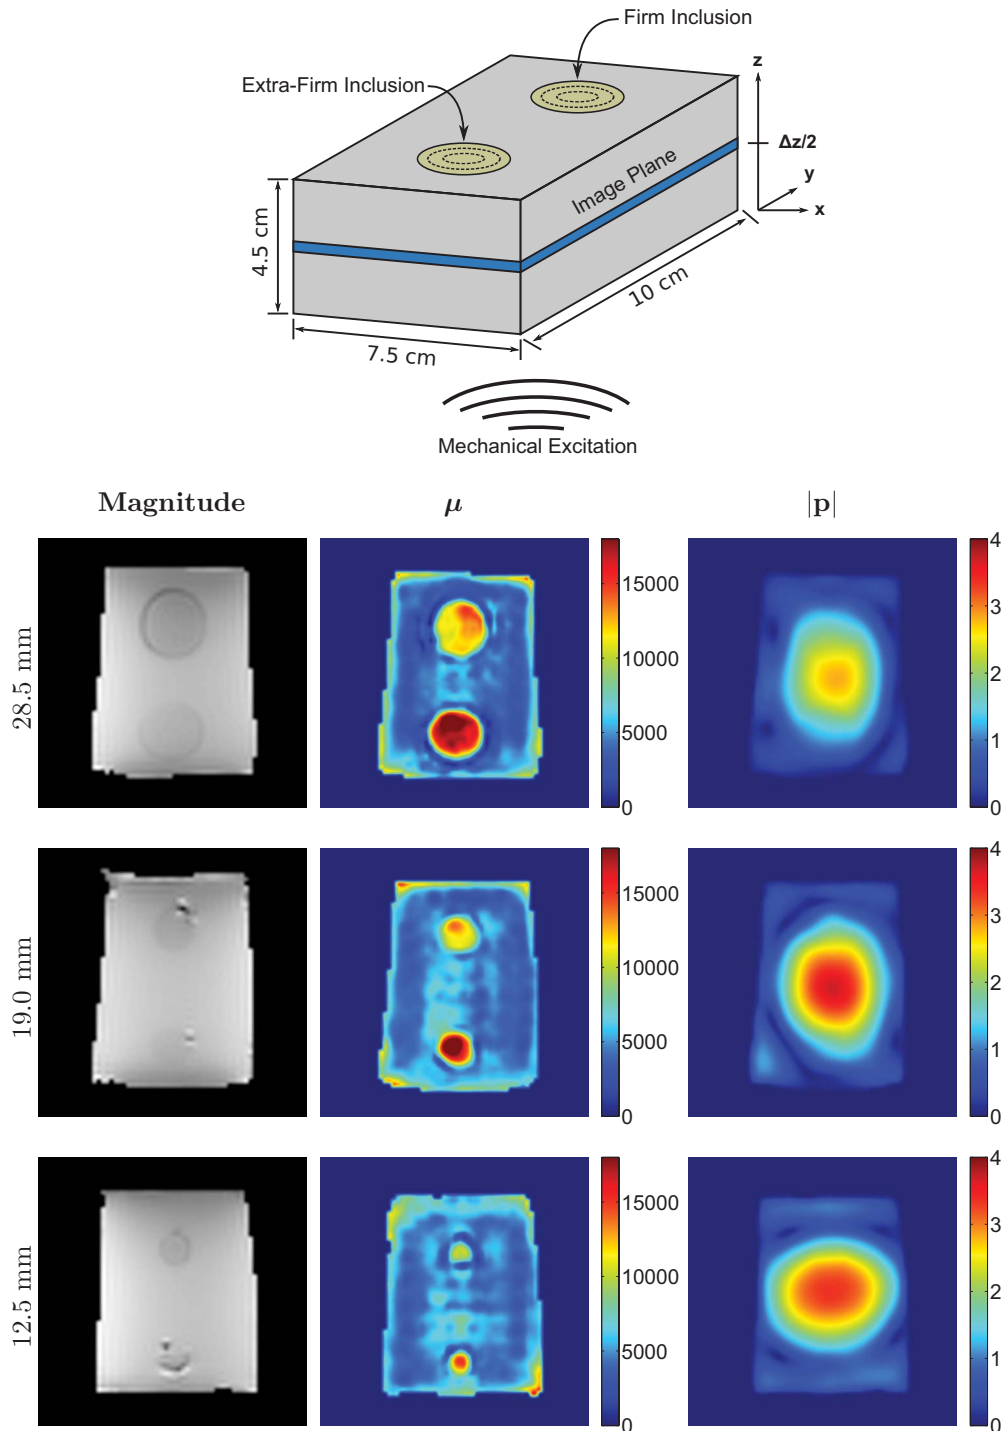 Firm Inclusion
Extra-Firm Inclusion
z
Δz/2
Image Plane
y
x
4.5 cm
10 cm
7.5 cm
Mechanical Excitation
Magnitude μ |p|
28.5 mm
15000
10000
5000
0
4
3
2
1
0
19.0 mm
15000
10000
5000
0
4
3
2
1
0
12.5 mm
15000
10000
5000
0
4
3
2
1
0